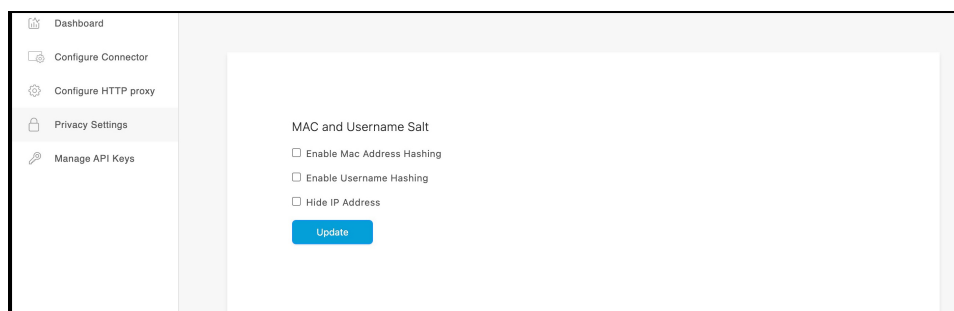 Dashboard
Configure Connector
Configure HTTP proxy
Privacy Settings
Manage API Keys
MAC and Username Salt
Enable Mac Address Hashing
Enable Username Hashing
Hide IP Address
Update